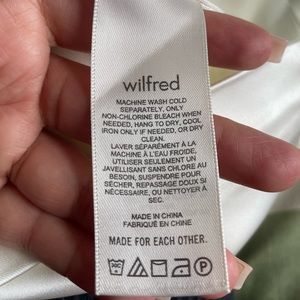 wilfred
MACHINE WASH COLD
SEPARATELY, ONLY
NON-CHLORINE BLEACH WHEN
NEEDED, HANG TO DRY, COOL
IRON ONLY IF NEEDED, OR DRY
CLEAN.
LAVER SÉPARÉMENT À LA
MACHINE À L'EAU FROIDE,
UTILISER SEULEMENT UN
JAVELLISANT SANS CHLORE AU
BESOIN, SUSPENDRE POUR
SÉCHER, REPASSAGE DOUX SI
NÉCESSAIRE, OU NETTOYER À
SEC.
MADE IN CHINA
FABRIQUÉ EN CHINE
MADE FOR EACH OTHER.
P